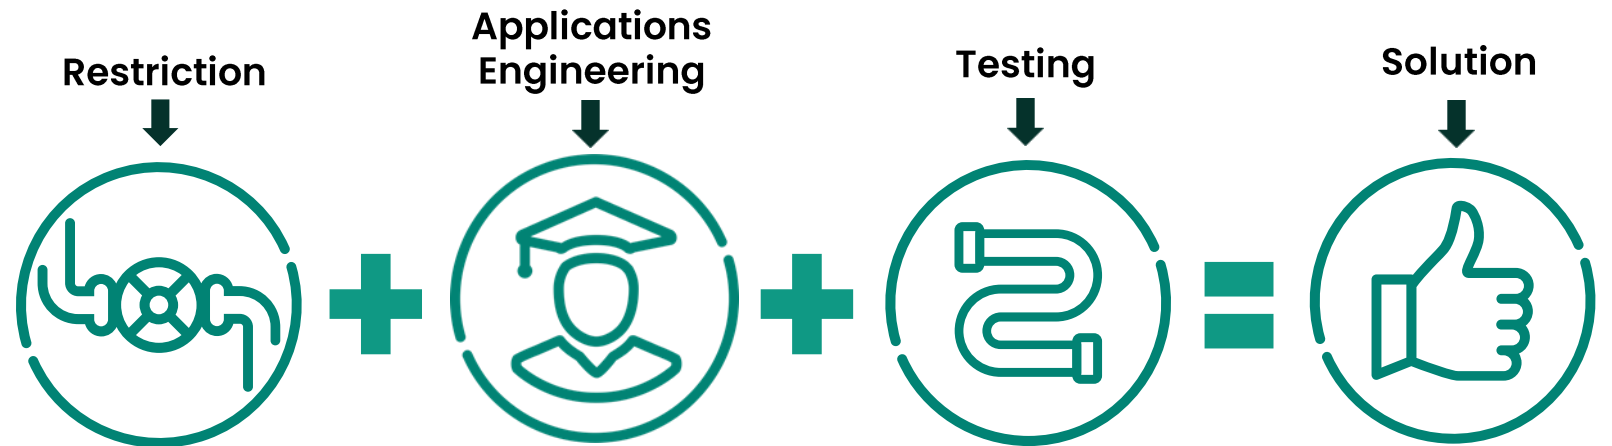 Restriction
Applications
Engineering
Testing
Solution